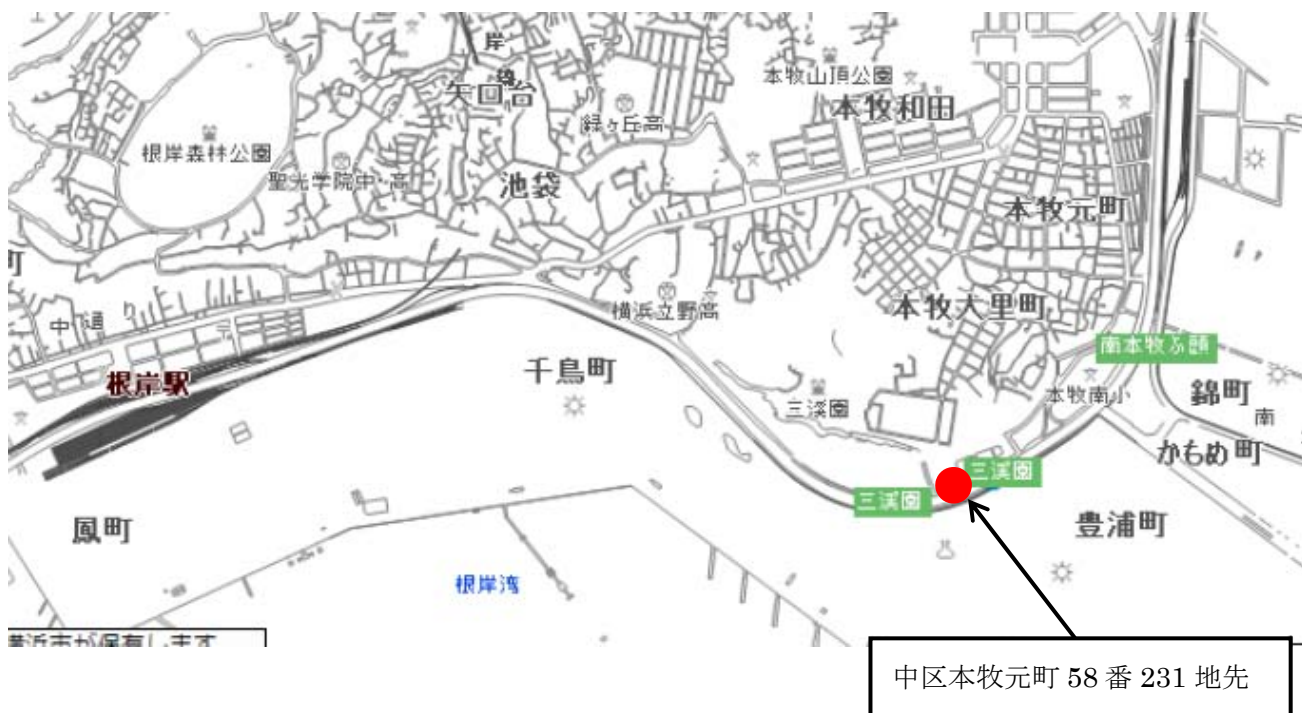 岸
本牧山頂公園
矢口台
線
本牧和田
緑ヶ丘高
根岸森林公園
聖光学院中・高
池袋
本牧元町
町
横浜立野高
本牧大里町
中通り
元
南本牧ふ頭
千鳥町
根岸駅
錦町
本牧南小
三溪園
南
かもめ町
三溪園
三溪園
鳳町
豊浦町
根岸湾
横浜市が保有します
中区本牧元町 58 番 231 地先